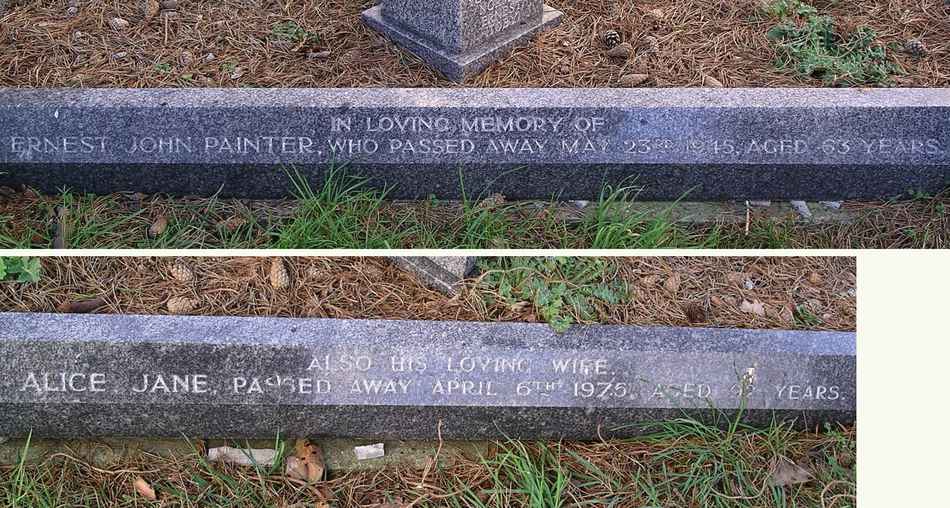 IN LOVING MEMORY OF
ERNEST JOHN PAINTER, WHO PASSED AWAY MAY 23RD 1945, AGED 63 YEARS.
ALSO HIS LOVING WIFE
ALICE JANE, PASSED AWAY APRIL 6TH 1975, AGED YEARS.